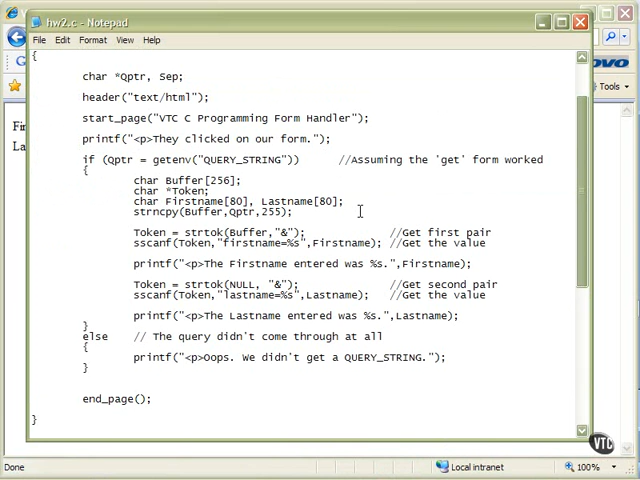 hw2.c - Notepad
File Edit Format View Help
{
char *Qptr, Sep;
header("text/html");
start_page("VTC C Programming Form Handler");
printf("<p>They clicked on our form.");
if (Qptr = getenv("QUERY_STRING")) //Assuming the 'get' form worked
{
char Buffer[256];
char *Token;
char Firstname[80], Lastname[80];
strncpy(Buffer,Qptr,255);
Token = strtok(Buffer,"&"); //Get first pair
sscanf(Token,"firstname=%s",Firstname); //Get the value
printf("<p>The Firstname entered was %s.",Firstname);
Token = strtok(NULL, "&"); //Get second pair
sscanf(Token,"lastname=%s",Lastname); //Get the value
printf("<p>The Lastname entered was %s.",Lastname);
}
else // The query didn't come through at all
{
printf("<p>Oops. We didn't get a QUERY_STRING.");
}
end_page();
}
Tools
VTC
Done Local intranet 100%